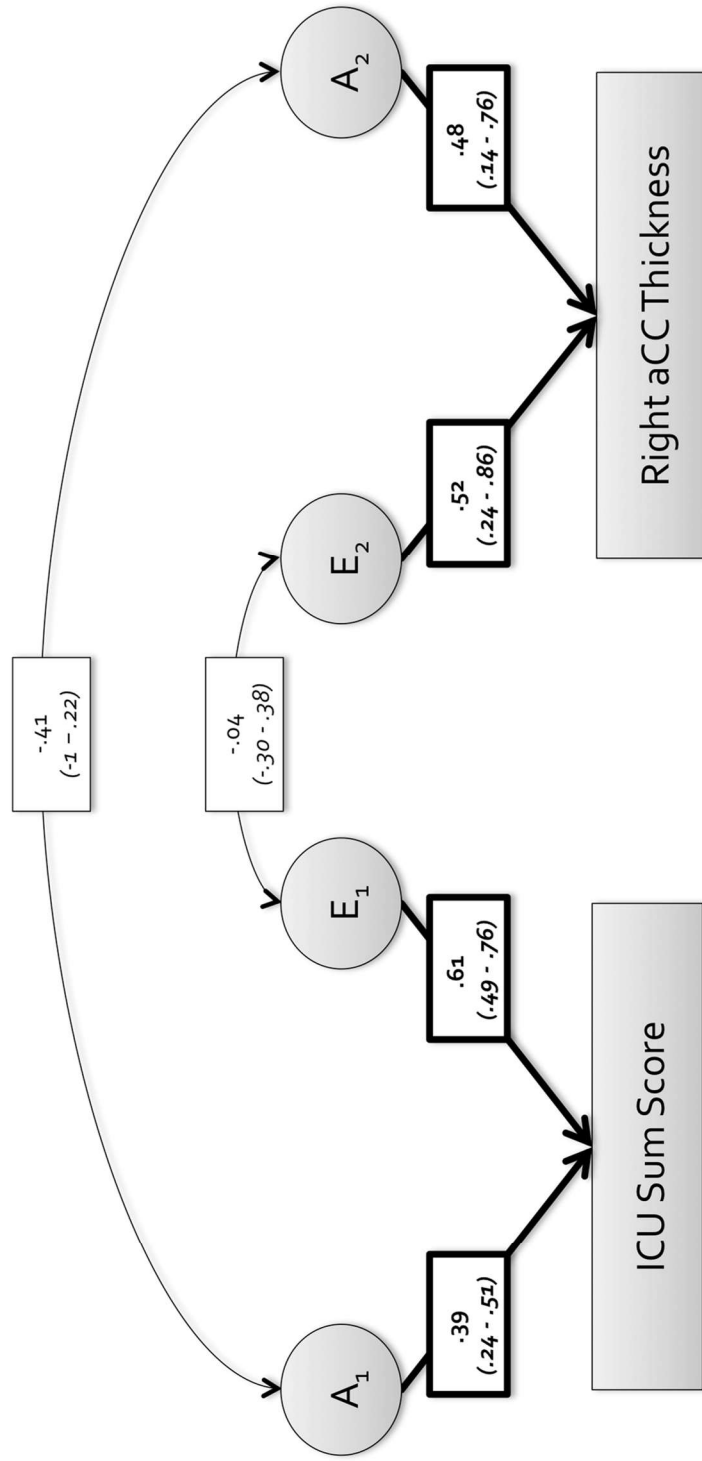 -.41
(-1 – .22)
-.04
(-.30 - .38)
A1
E1
E2
A2
.39
(.24 - .51)
.61
(.49 - .76)
.52
(.24 - .86)
.48
(.14 - .76)
ICU Sum Score
Right aCC Thickness